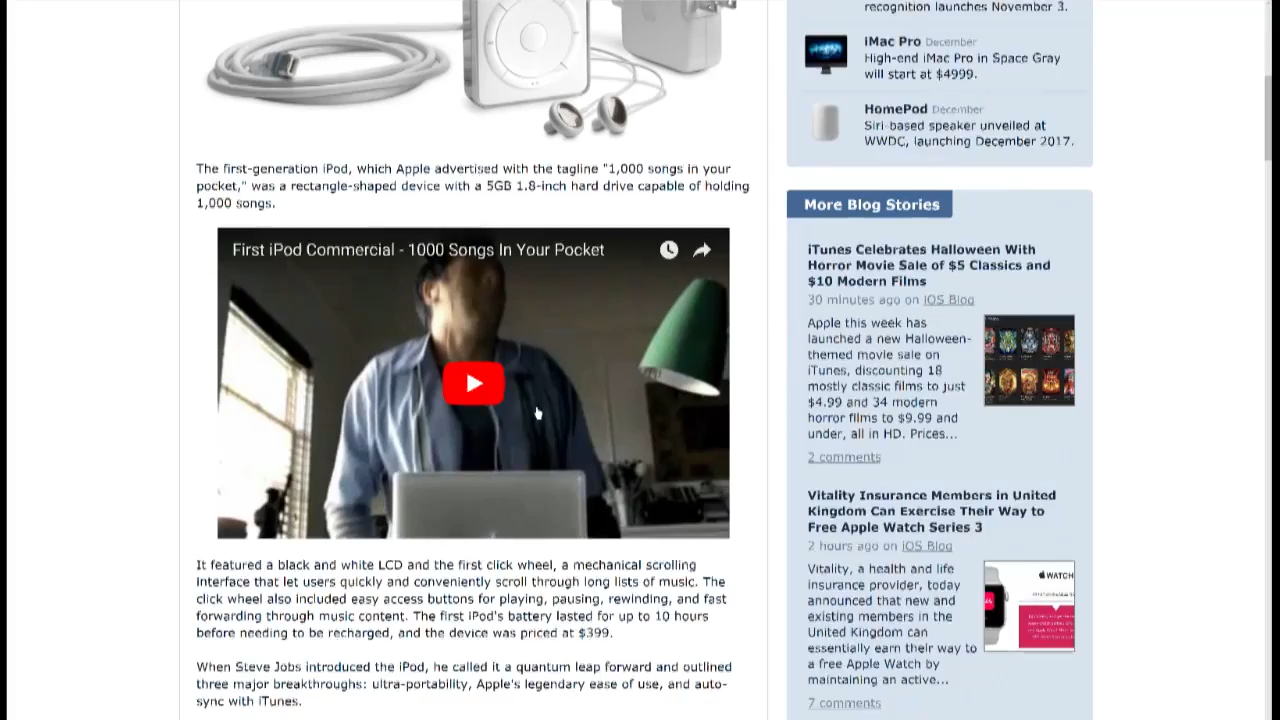 The first-generation iPod, which Apple advertised with the tagline "1,000 songs in your
pocket," was a rectangle-shaped device with a 5GB 1.8-inch hard drive capable of holding
1,000 songs.
First iPod Commercial - 1000 Songs In Your Pocket
It featured a black and white LCD and the first click wheel, a mechanical scrolling
interface that let users quickly and conveniently scroll through long lists of music. The
click wheel also included easy access buttons for playing, pausing, rewinding, and fast
forwarding through music content. The first iPod's battery lasted for up to 10 hours
before needing to be recharged, and the device was priced at $399.
When Steve Jobs introduced the iPod, he called it a quantum leap forward and outlined
three major breakthroughs: ultra-portability, Apple's legendary ease of use, and auto-
sync with iTunes.
recognition launches November 3.
iMac Pro December
High-end iMac Pro in Space Gray
will start at $4999.
HomePod December
Siri-based speaker unveiled at
WWDC, launching December 2017.
More Blog Stories
iTunes Celebrates Halloween With
Horror Movie Sale of $5 Classics and
$10 Modern Films
30 minutes ago on iOS Blog
Apple this week has
launched a new Halloween-
themed movie sale on
iTunes, discounting 18
mostly classic films to just
$4.99 and 34 modern
horror films to $9.99 and
under, all in HD. Prices...
2 comments
Vitality Insurance Members in United
Kingdom Can Exercise Their Way to
Free Apple Watch Series 3
2 hours ago on iOS Blog
Vitality, a health and life
insurance provider, today
announced that new and
existing members in the
United Kingdom can
essentially earn their way to
a free Apple Watch by
maintaining an active...
WATCH
7 comments